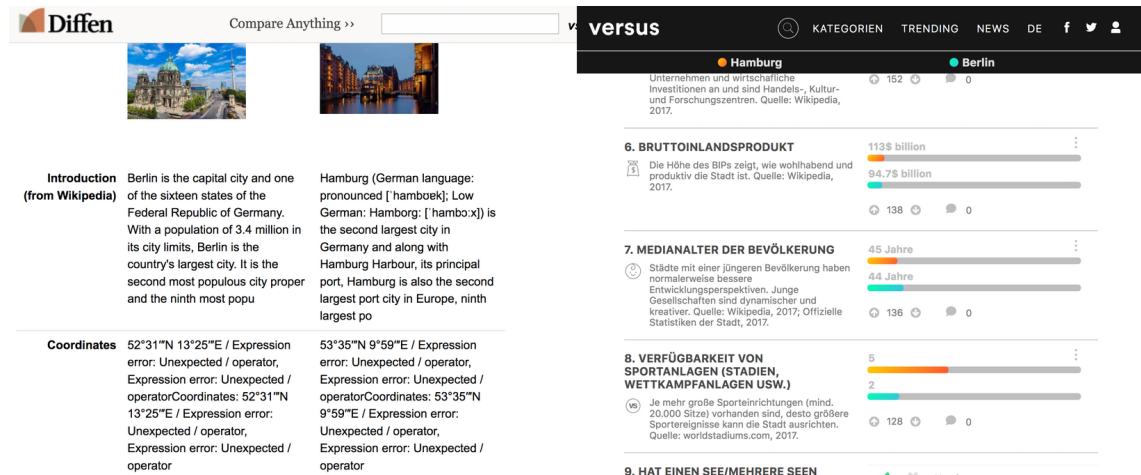 Diffen
Compare Anything ››
vs
Introduction
(from Wikipedia)
Berlin is the capital city and one
of the sixteen states of the
Federal Republic of Germany.
With a population of 3.4 million in
its city limits, Berlin is the
country's largest city. It is the
second most populous city proper
and the ninth most popu
Hamburg (German language:
pronounced [ˈhambʊɐk]; Low
German: Hamborg: [ˈhambɔːx]) is
the second largest city in
Germany and along with
Hamburg Harbour, its principal
port, Hamburg is also the second
largest port city in Europe, ninth
largest po
Coordinates
52°31′″N 13°25′″E / Expression
error: Unexpected / operator,
Expression error: Unexpected /
operatorCoordinates: 52°31′″N
13°25′″E / Expression error:
Unexpected / operator,
Expression error: Unexpected /
operator
53°35′″N 9°59′″E / Expression
error: Unexpected / operator,
Expression error: Unexpected /
operatorCoordinates: 53°35′″N
9°59′″E / Expression error:
Unexpected / operator,
Expression error: Unexpected /
operator
versus
KATEGORIEN TRENDING NEWS DE
Hamburg
Berlin
Unternehmen und wirtschaftliche
Investitionen an und sind Handels-, Kultur-
und Forschungszentren. Quelle: Wikipedia,
2017.
152 0
6. BRUTTOINLANDSPRODUKT
Die Höhe des BIPs zeigt, wie wohlhabend und
produktiv die Stadt ist. Quelle: Wikipedia,
2017.
113$ billion
94.7$ billion
138 0
7. MEDIANALTER DER BEVÖLKERUNG
Städte mit einer jüngeren Bevölkerung haben
normalerweise bessere
Entwicklungsperspektiven. Junge
Gesellschaften sind dynamischer und
kreativer. Quelle: Wikipedia, 2017; Offizielle
Statistiken der Stadt, 2017.
45 Jahre
44 Jahre
136 0
8. VERFÜGBARKEIT VON
SPORTANLAGEN (STADIEN,
WETTKAMPFANLAGEN USW.)
VS
Je mehr große Sporteinrichtungen (mind.
20.000 Sitze) vorhanden sind, desto größere
Sportereignisse kann die Stadt ausrichten.
Quelle: worldstadiums.com, 2017.
5
2
128 0
9. HAT EINEN SEE/MEHRERE SEEN